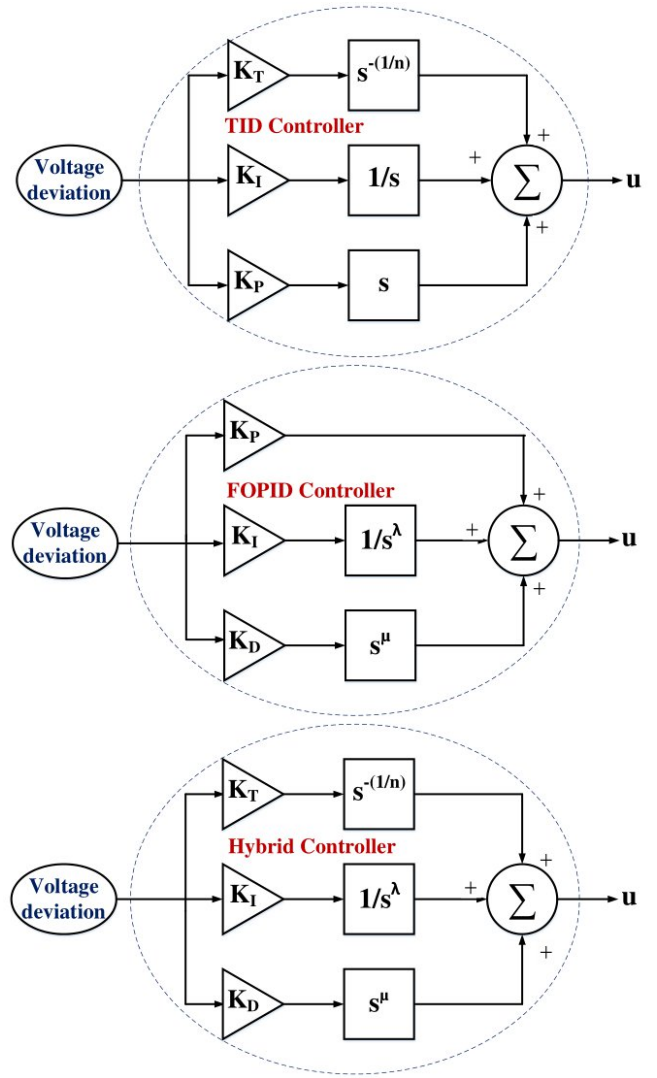 K_T
s^-(1/n)
+
TID Controller
Voltage
deviation
K_I
1/s
+
∑
u
K_P
s
+
K_P
+
FOPID Controller
Voltage
deviation
K_I
1/s^λ
+
∑
u
K_D
s^μ
+
K_T
s^-(1/n)
+
Hybrid Controller
Voltage
deviation
K_I
1/s^λ
+
∑
u
K_D
s^μ
+